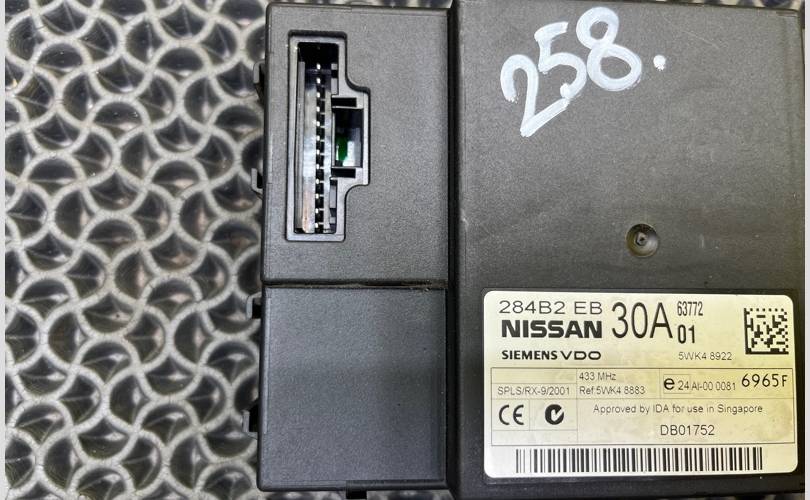 258.
284B2 EB 30A 63772
NISSAN 01
SIEMENS VDO 5WK4 8922
433 MHz
SPLS/RX-9/2001 Ref.5WK4 8883 e 24 AI-00 0081 6965F
CE Approved by IDA for use in Singapore
DB01752